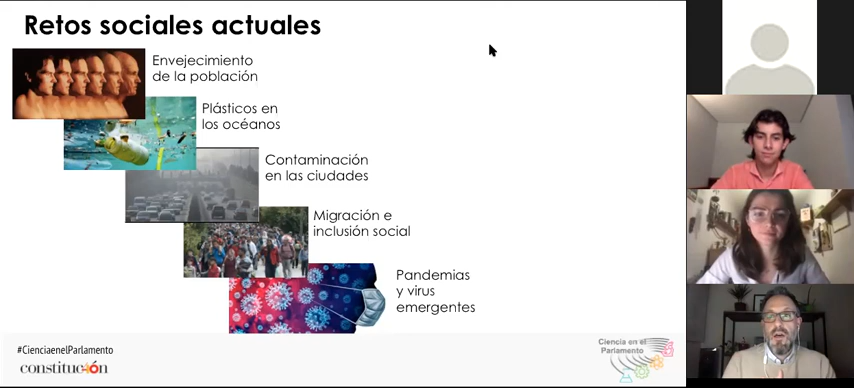 Retos sociales actuales
Envejecimiento
de la población
Plásticos en
los océanos
Contaminación
en las ciudades
Migración e
inclusión social
Pandemias
y virus
emergentes
#CienciaenelParlamento
constitución
Ciencia en el
Parlamento